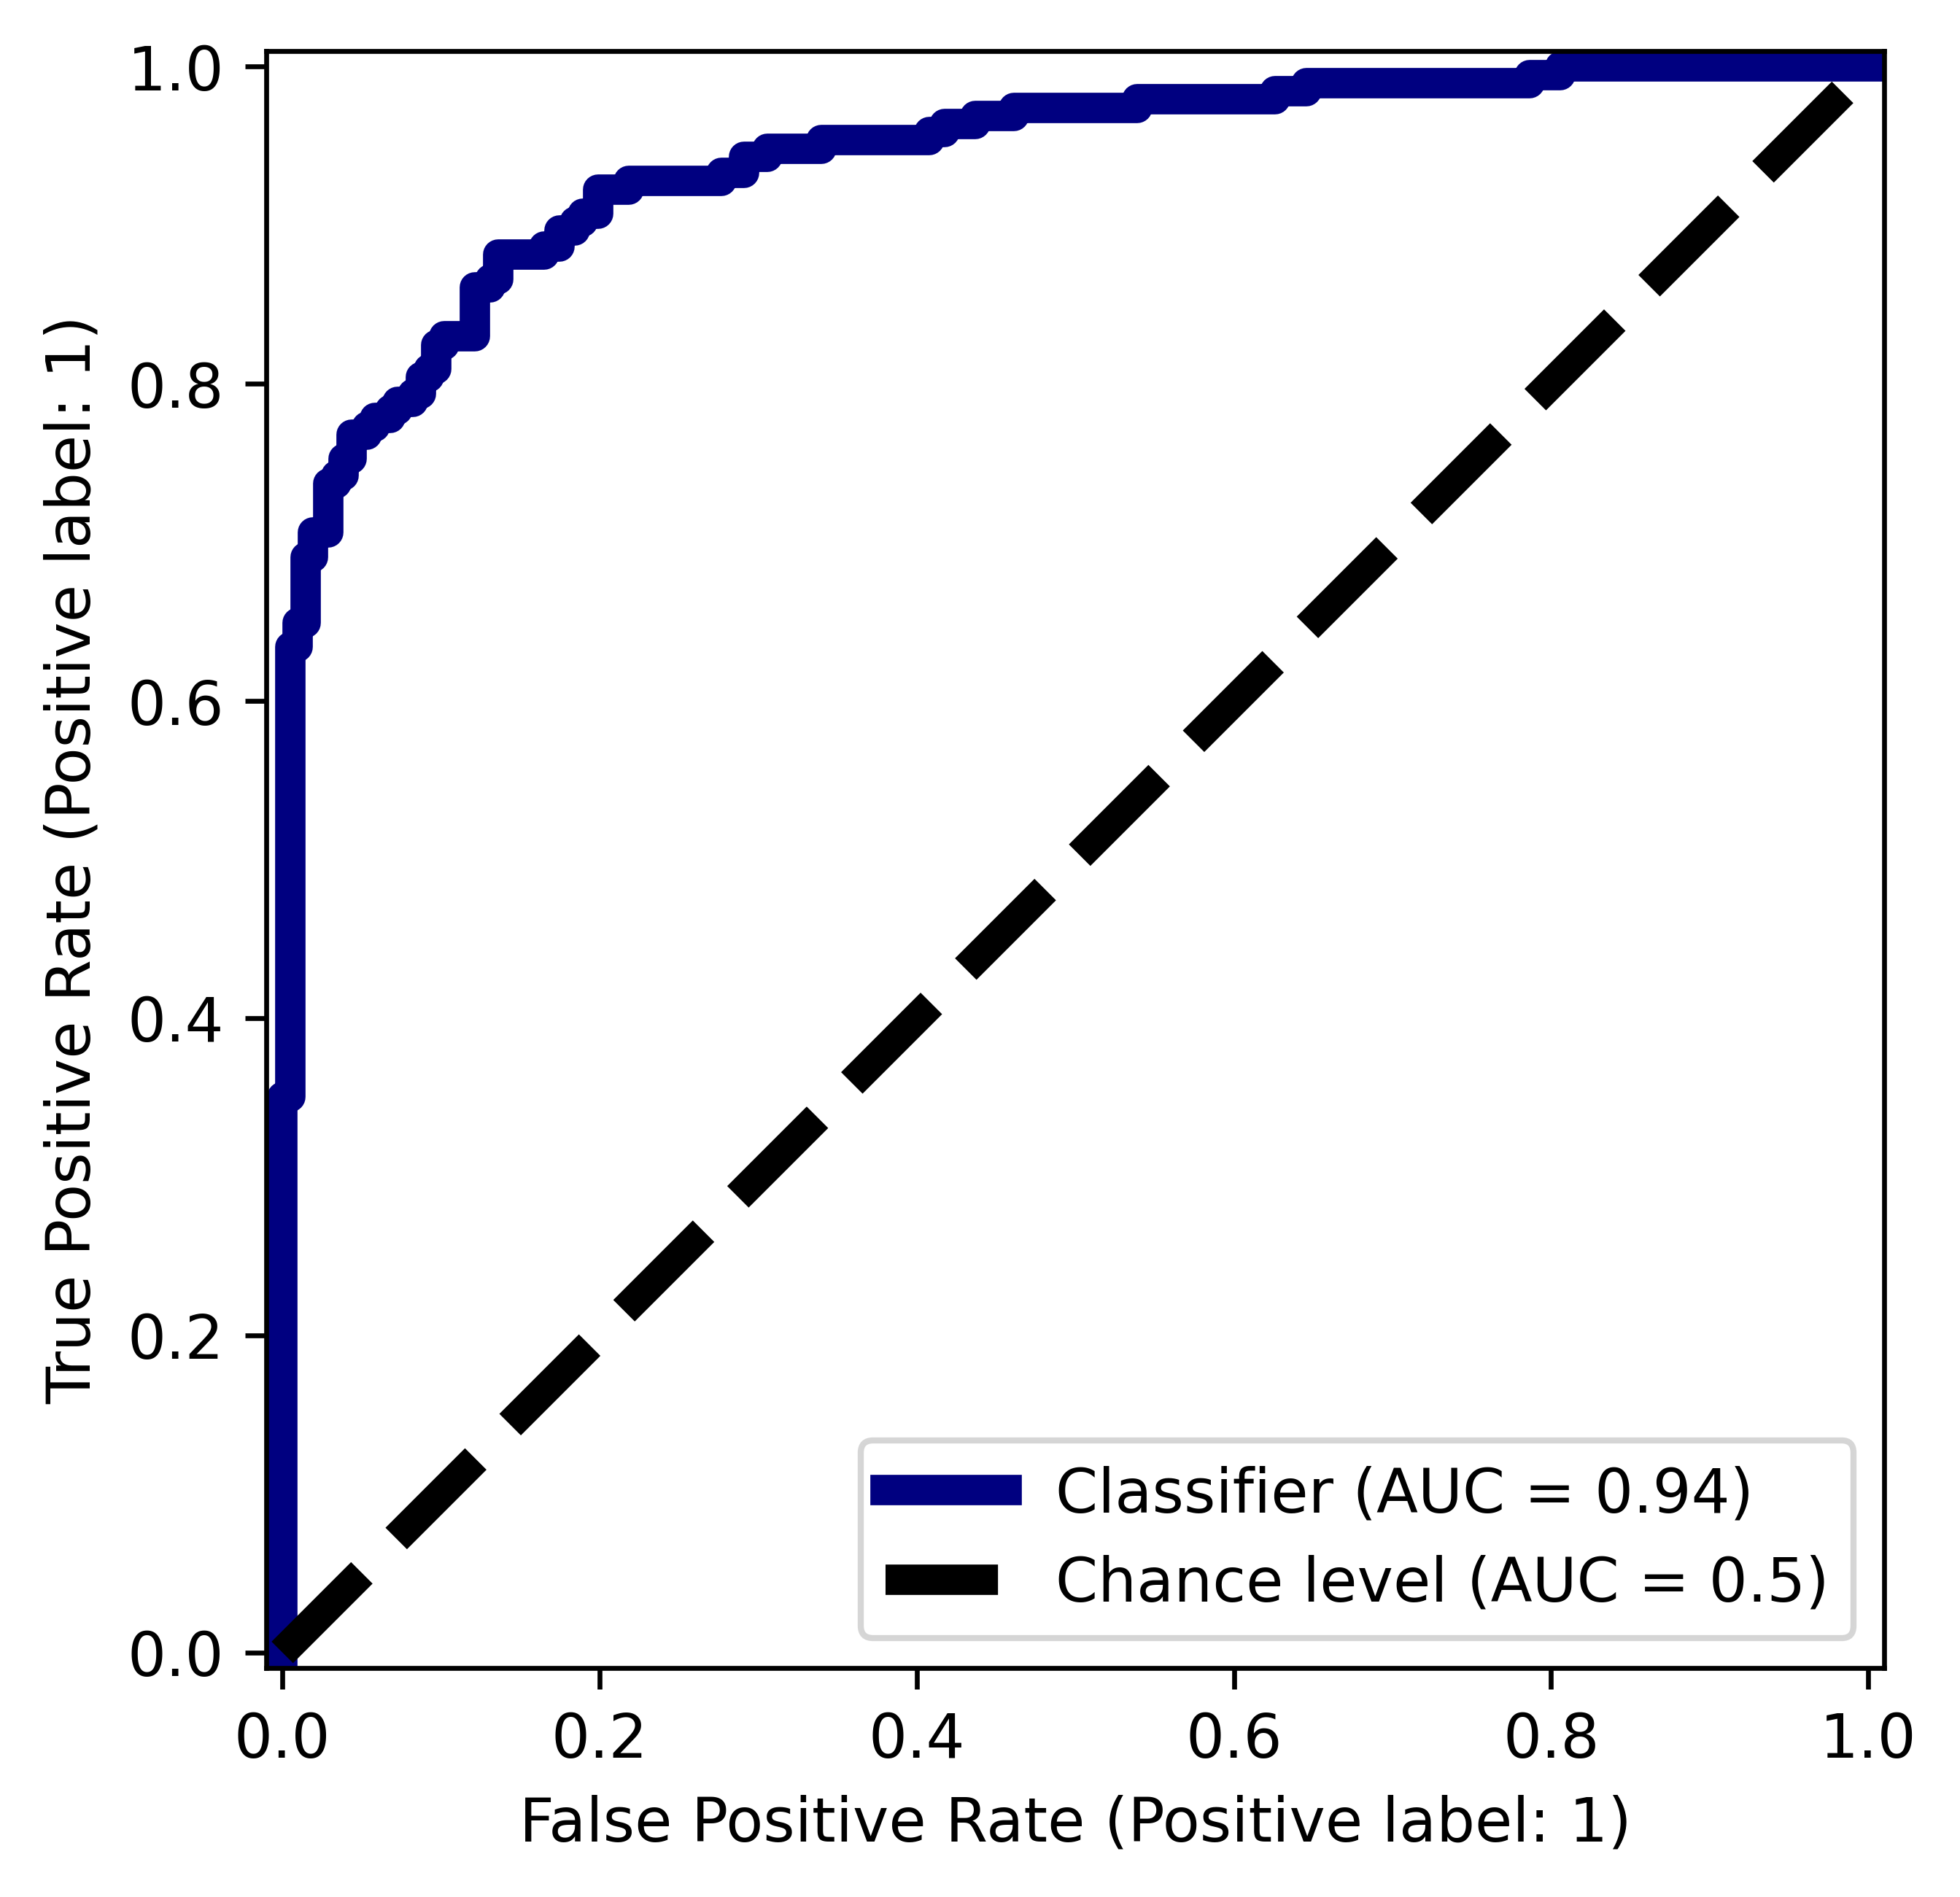 1.0
0.8
0.6
0.4
0.2
0.0
True Positive Rate (Positive label: 1)
Classifier (AUC = 0.94)
Chance level (AUC = 0.5)
0.0 0.2 0.4 0.6 0.8 1.0
False Positive Rate (Positive label: 1)